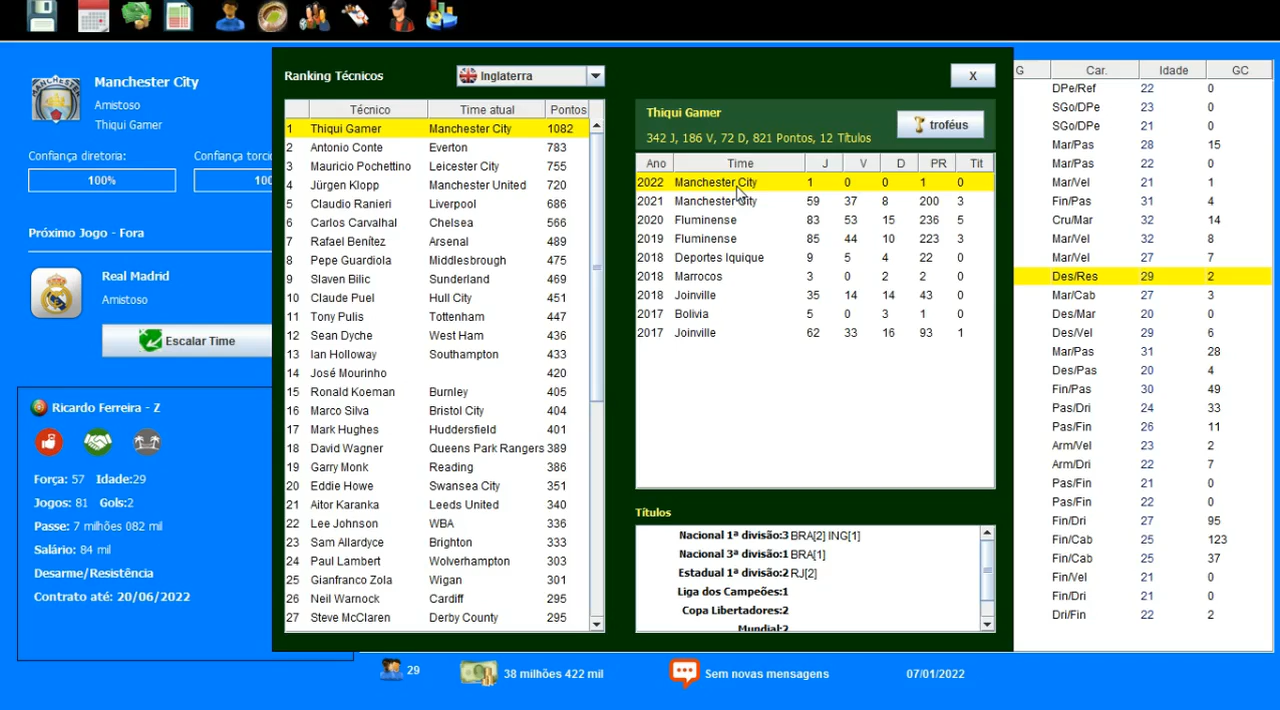 Manchester City
Amistoso
Thiqui Gamer
Confiança diretoria:
Confiança torcid
100%
100
Próximo Jogo - Fora
Real Madrid
Amistoso
Escalar Time
Ricardo Ferreira - Z
Força: 57 Idade:29
Jogos: 81 Gols:2
Passe: 7 milhões 082 mil
Salário: 84 mil
Desarme/Resistência
Contrato até: 20/06/2022
Ranking Técnicos
Inglaterra
X
Técnico Time atual Pontos
1 Thiqui Gamer Manchester City 1082
2 Antonio Conte Everton 783
3 Mauricio Pochettino Leicester City 755
4 Jürgen Klopp Manchester United 720
5 Claudio Ranieri Liverpool 686
6 Carlos Carvalhal Chelsea 566
7 Rafael Benítez Arsenal 489
8 Pepe Guardiola Middlesbrough 475
9 Slaven Bilic Sunderland 469
10 Claude Puel Hull City 451
11 Tony Pulis Tottenham 447
12 Sean Dyche West Ham 436
13 Ian Holloway Southampton 433
14 José Mourinho 420
15 Ronald Koeman Burnley 405
16 Marco Silva Bristol City 404
17 Mark Hughes Huddersfield 401
18 David Wagner Queens Park Rangers 389
19 Garry Monk Reading 386
20 Eddie Howe Swansea City 351
21 Aitor Karanka Leeds United 340
22 Lee Johnson WBA 336
23 Sam Allardyce Brighton 333
24 Paul Lambert Wolverhampton 303
25 Gianfranco Zola Wigan 301
26 Neil Warnock Cardiff 295
27 Steve McClaren Derby County 295
Thiqui Gamer
342 J, 186 V, 72 D, 821 Pontos, 12 Títulos
troféus
Ano Time J V D PR Tit
2022 Manchester City 1 0 0 1 0
2021 Manchester City 59 37 8 200 3
2020 Fluminense 83 53 15 236 5
2019 Fluminense 85 44 10 223 3
2018 Deportes Iquique 9 5 4 22 0
2018 Marrocos 3 0 2 2 0
2018 Joinville 35 14 14 43 0
2017 Bolivia 5 0 3 1 0
2017 Joinville 62 33 16 93 1
Títulos
Nacional 1ª divisão:3 BRA[2] ING[1]
Nacional 3ª divisão:1 BRA[1]
Estadual 1ª divisão:2 RJ[2]
Liga dos Campeões:1
Copa Libertadores:2
Mundial:2
G Car. Idade GC
DPe/Ref 22 0
SGo/DPe 23 0
SGo/DPe 21 0
Mar/Pas 28 15
Mar/Pas 22 0
Mar/Vel 21 1
Fin/Pas 31 4
Cru/Mar 32 14
Mar/Vel 32 8
Mar/Vel 27 7
Des/Res 29 2
Mar/Cab 27 3
Des/Mar 20 0
Des/Vel 29 6
Mar/Pas 31 28
Des/Pas 20 4
Fin/Pas 30 49
Pas/Dri 24 33
Pas/Fin 26 11
Arm/Vel 23 2
Arm/Dri 22 7
Pas/Fin 21 0
Pas/Fin 22 0
Fin/Dri 27 95
Fin/Cab 25 123
Fin/Cab 25 37
Fin/Vel 21 0
Fin/Dri 21 0
Dri/Fin 22 2
29
38 milhões 422 mil
Sem novas mensagens
07/01/2022